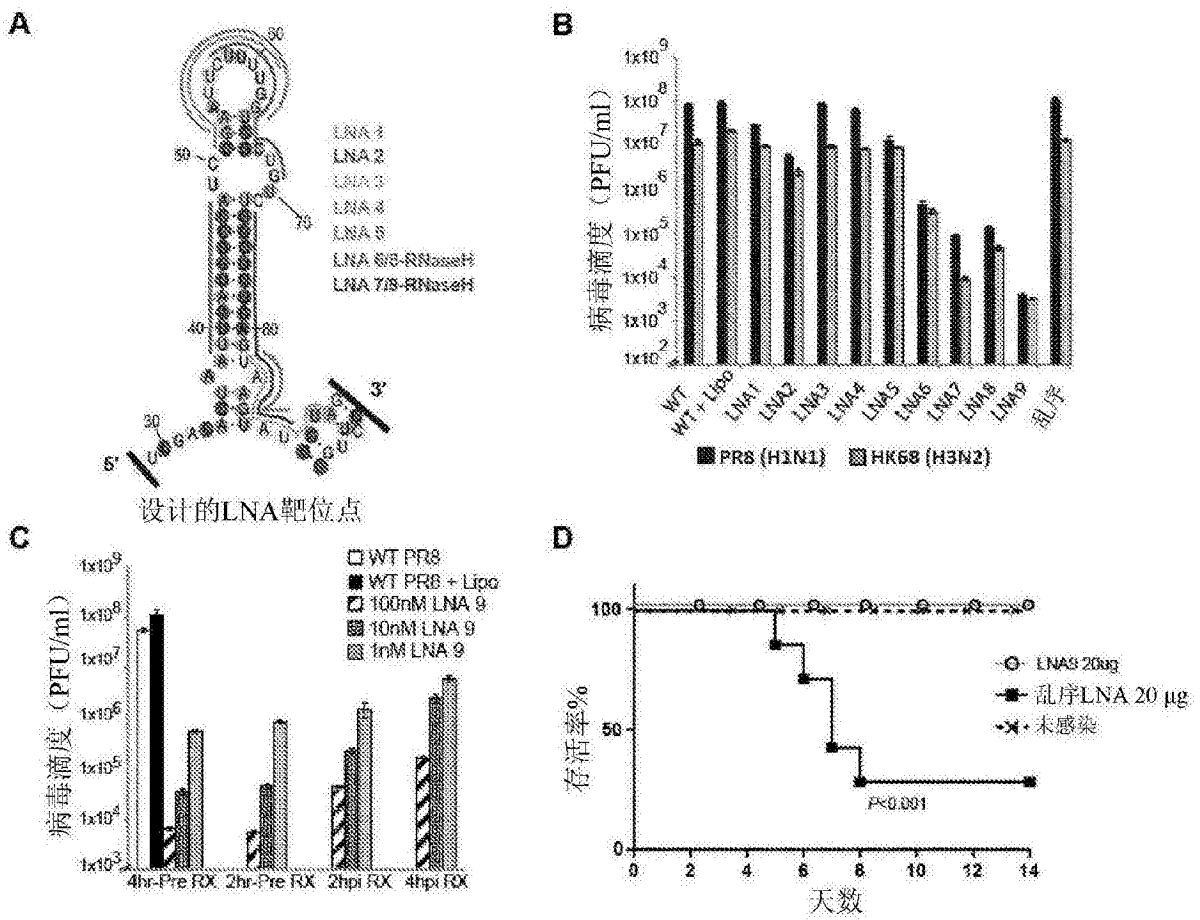 A
60
50
C
U
70
LNA 1
LNA 2
LNA 3
LNA 4
LNA 5
LNA 6/8-RNaseH
LNA 7/9-RNaseH
40
80
30
5'
3'
设计的LNA靶位点
B
病毒滴度（PFU/ml）
1x10⁹
1x10⁸
1x10⁷
1x10⁶
1x10⁵
1x10⁴
1x10³
1x10²
WT
WT + Lipo
LNA1
LNA2
LNA3
LNA4
LNA5
LNA6
LNA7
LNA8
LNA9
乱序
PR8 (H1N1)
HK68 (H3N2)
C
病毒滴度（PFU/ml）
1x10⁹
1x10⁸
1x10⁷
1x10⁶
1x10⁵
1x10⁴
1x10³
WT PR8
WT PR8 + Lipo
100nM LNA 9
10nM LNA 9
1nM LNA 9
4hr-Pre RX
2hr-Pre RX
2hpi RX
4hpi RX
D
存活率%
100
50
0
0 2 4 6 8 10 12 14
天数
LNA9 20ug
乱序LNA 20 μg
未感染
P<0.001